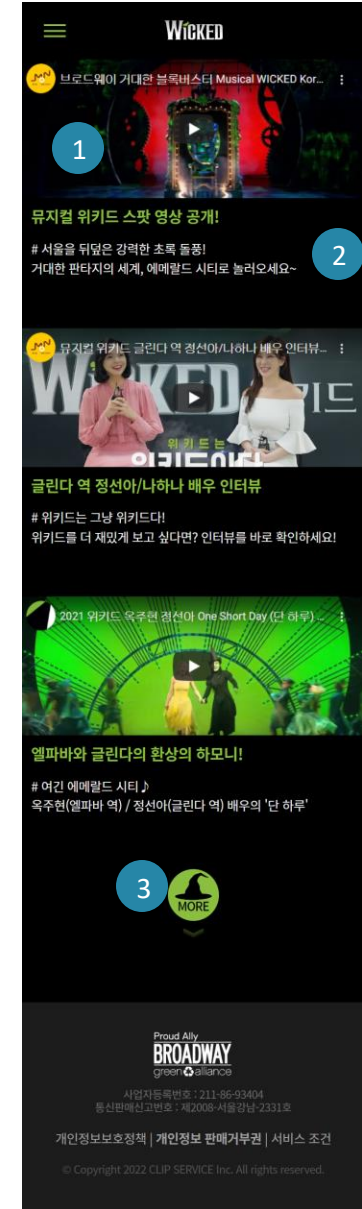 WICKED
브로드웨이 거대한 블록버스터 Musical WICKED Kor...
1
뮤지컬 위키드 스팟 영상 공개!
# 서울을 뒤덮은 강력한 초록 돌풍!
거대한 판타지의 세계, 에메랄드 시티로 놀러오세요~
2
뮤지컬 위키드 글린다 역 정선아/나하나 배우 인터뷰...
WICKED 위키드
위키드는
위키드이다
글린다 역 정선아/나하나 배우 인터뷰
# 위키드는 그냥 위키드다!
위키드를 더 재밌게 보고 싶다면? 인터뷰를 바로 확인하세요!
2021 위키드 옥주현 정선아 One Short Day (단 하루) ...
엘파바와 글린다의 환상의 하모니!
# 여긴 에메랄드 시티♪
옥주현(엘파바 역) / 정선아(글린다 역) 배우의 '단 하루'
3
MORE
Proud Ally
BROADWAY
green alliance
사업자등록번호 : 211-86-93404
통신판매신고번호 : 제2008-서울강남-2331호
개인정보보호정책 | 개인정보 판매거부권 | 서비스 조건
© Copyright 2022 CLIP SERVICE Inc. All rights reserved.